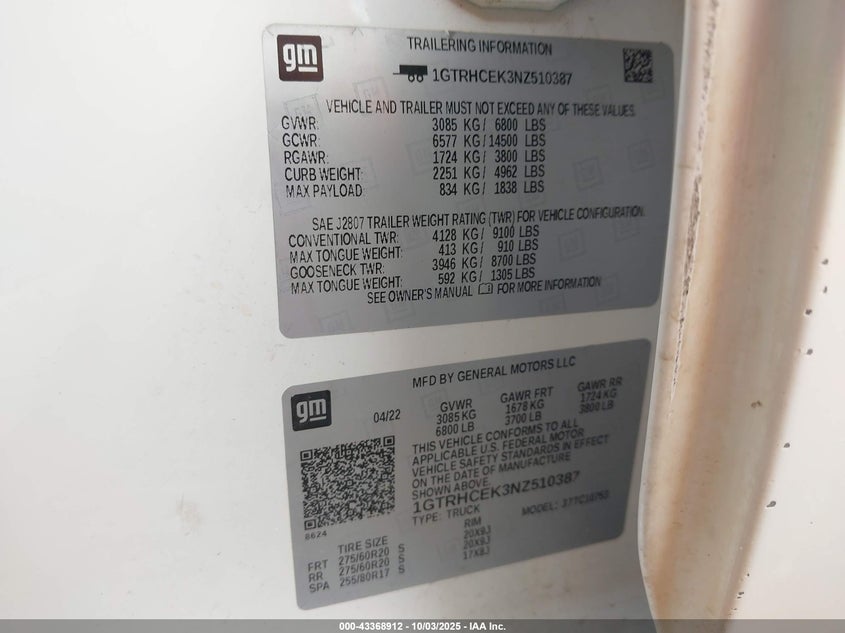 gm
TRAILERING INFORMATION
1GTRHCEK3NZ510387
VEHICLE AND TRAILER MUST NOT EXCEED ANY OF THESE VALUES.
GVWR: 3085 KG / 6800 LBS
GCWR: 6577 KG / 14500 LBS
RGAWR: 1724 KG / 3800 LBS
CURB WEIGHT: 2251 KG / 4962 LBS
MAX PAYLOAD: 834 KG / 1838 LBS
SAE J2807 TRAILER WEIGHT RATING (TWR) FOR VEHICLE CONFIGURATION.
CONVENTIONAL TWR: 4128 KG / 9100 LBS
MAX TONGUE WEIGHT: 413 KG / 910 LBS
GOOSENECK TWR: 3946 KG / 8700 LBS
MAX TONGUE WEIGHT: 592 KG / 1305 LBS
SEE OWNER'S MANUAL FOR MORE INFORMATION
gm
MFD BY GENERAL MOTORS LLC
04/22
GVWR GAWR FRT GAWR RR
3085 KG 1678 KG 1724 KG
6800 LB 3700 LB 3800 LB
THIS VEHICLE CONFORMS TO ALL
APPLICABLE U.S. FEDERAL MOTOR
VEHICLE SAFETY STANDARDS IN EFFECT
ON THE DATE OF MANUFACTURE
SHOWN ABOVE.
1GTRHCEK3NZ510387
TYPE: TRUCK MODEL:
8624
TIRE SIZE RIM
FRT 275/60R20 S 20X9J
RR 275/60R20 S 20X9J
SPA 255/80R17 S 17X8J
000-43368912 - 10/03/2025 - IAA Inc.